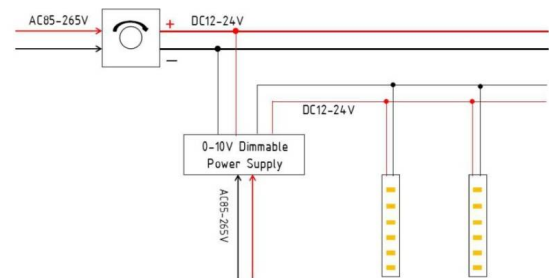 AC85-265V
+
DC12-24V
−
DC12-24V
0-10V Dimmable
Power Supply
AC85-265V